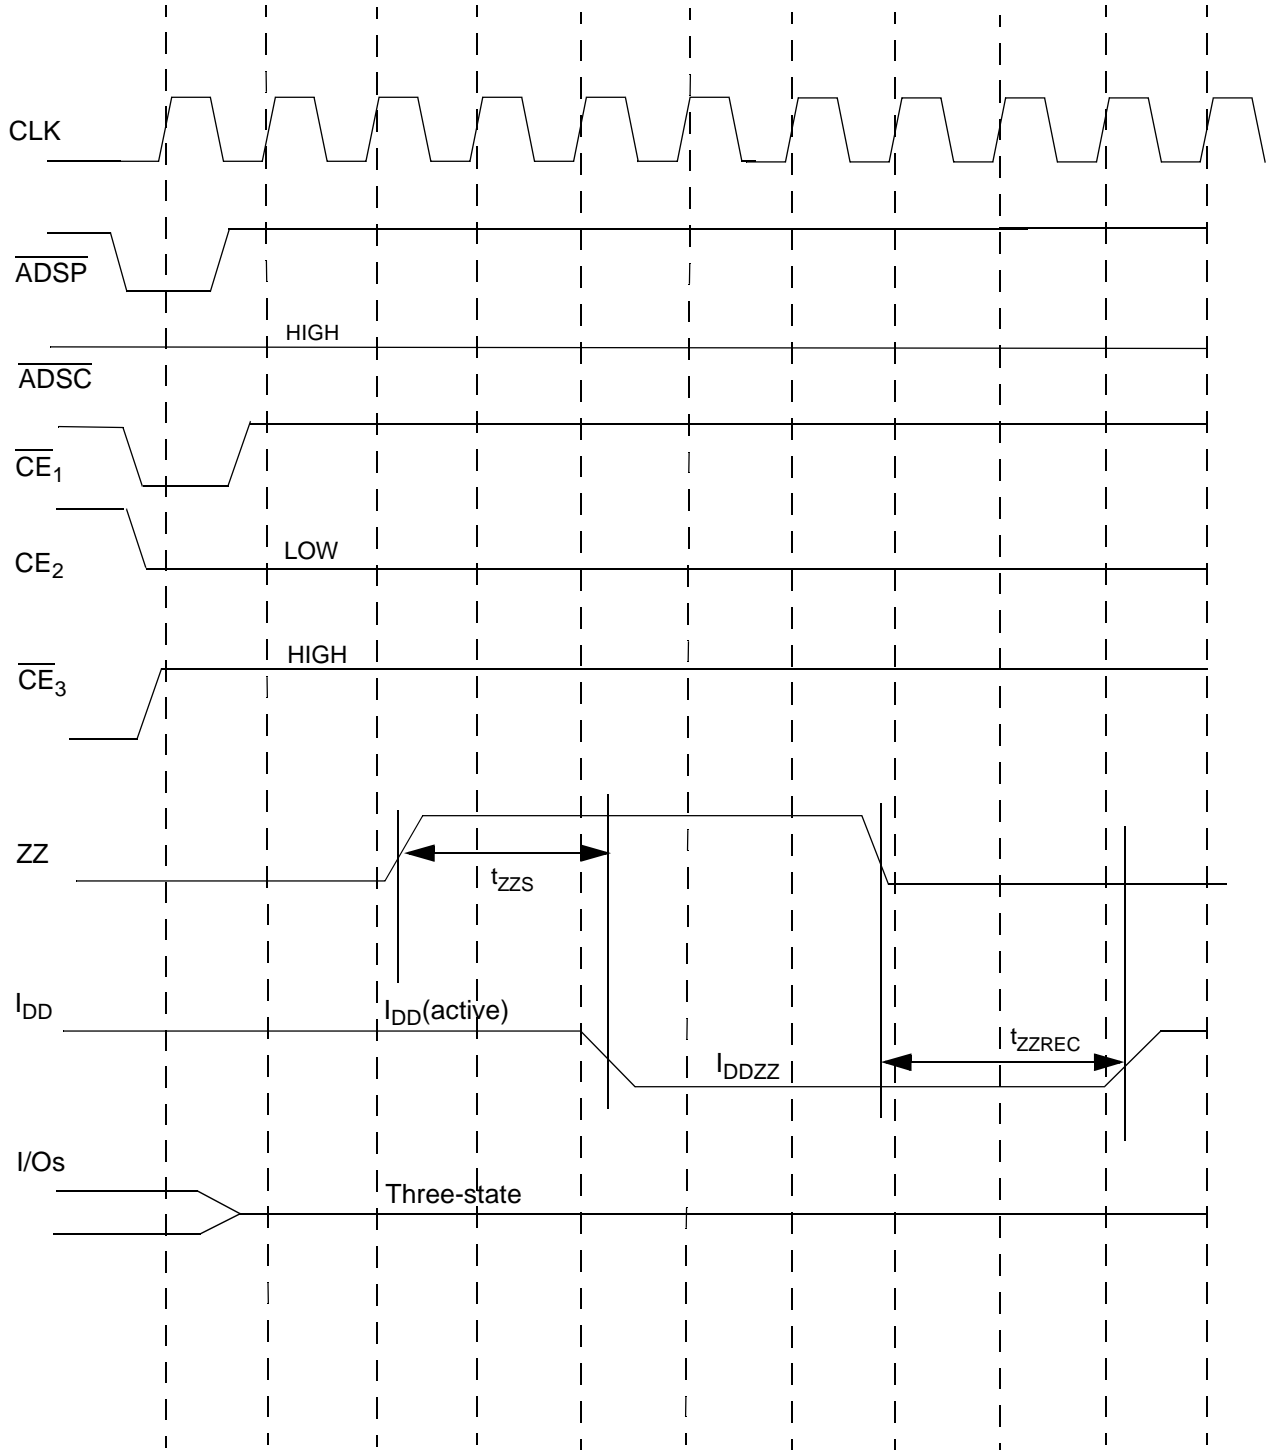 CLK
ADSP
HIGH
ADSC
CE1
LOW
CE2
HIGH
CE3
ZZ
tZZS
IDD
IDD(active)
tZZREC
IDDZZ
I/Os
Three-state